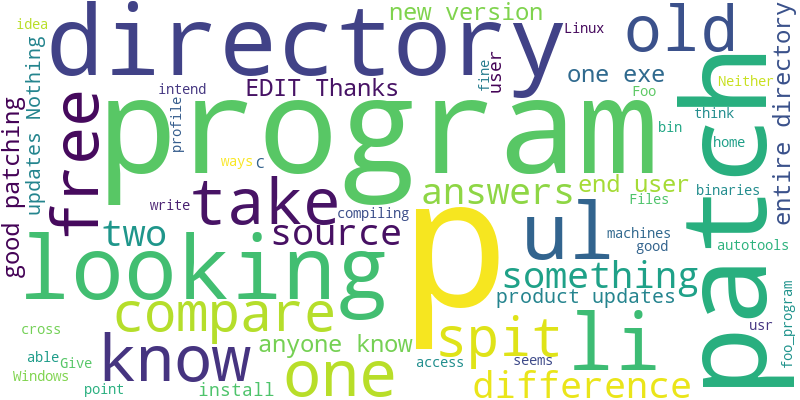 new version
idea
directory
Linux
old
entire directory
user
fine
one exe
EDIT Thanks
intend
Foo
Neither
updates Nothing
good patching
free
program
patch
profile
bin
think
home
ways
c
take
answers
end user
binaries
write
compiling
Files
p
ul
two
source
machines
good
autotools
looking
something
product updates
compare
li
foo_program
cross
know
anyone know
spit
usr
able
Give
one
access
seems
Windows
point
install
difference